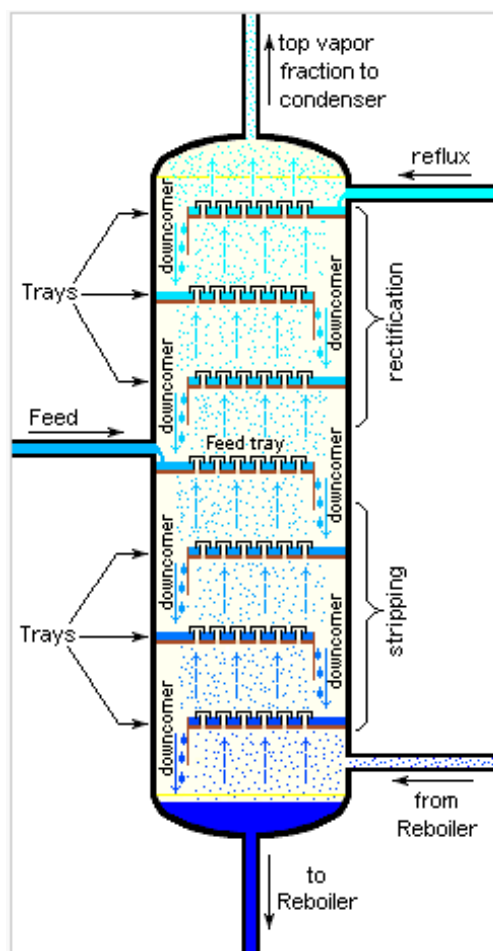 top vapor
fraction to
condenser
reflux
downcomer
Trays
downcomer
rectification
downcomer
Feed
Feed tray
downcomer
downcomer
Trays
downcomer
stripping
downcomer
from
Reboiler
to
Reboiler